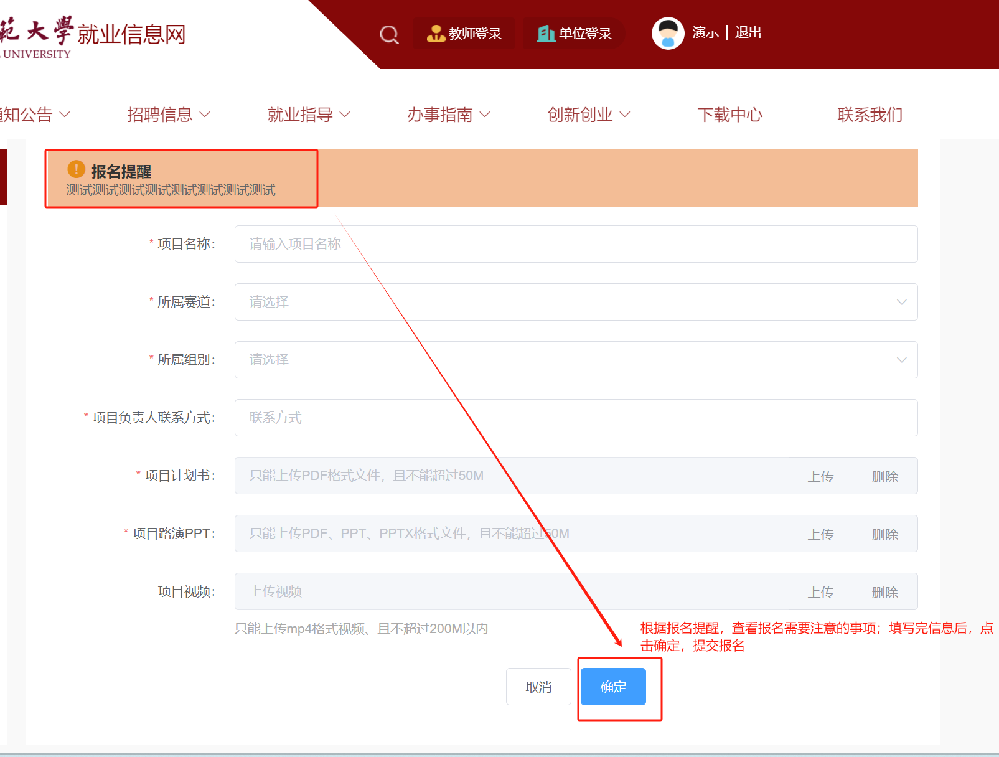 範大學 就业信息网
UNIVERSITY
教师登录 单位登录 演示 | 退出
通知公告 招聘信息 就业指导 办事指南 创新创业 下载中心 联系我们
报名提醒
测试测试测试测试测试测试测试测试
* 项目名称： 请输入项目名称
* 所属赛道： 请选择
* 所属组别： 请选择
* 项目负责人联系方式： 联系方式
* 项目计划书： 只能上传PDF格式文件，且不能超过50M 上传 删除
* 项目路演PPT： 只能上传PDF、PPT、PPTX格式文件，且不能超过50M 上传 删除
项目视频： 上传视频 上传 删除
只能上传mp4格式视频、且不超过200M以内
根据报名提醒，查看报名需要注意的事项；填写完信息后，点
击确定，提交报名
取消 确定